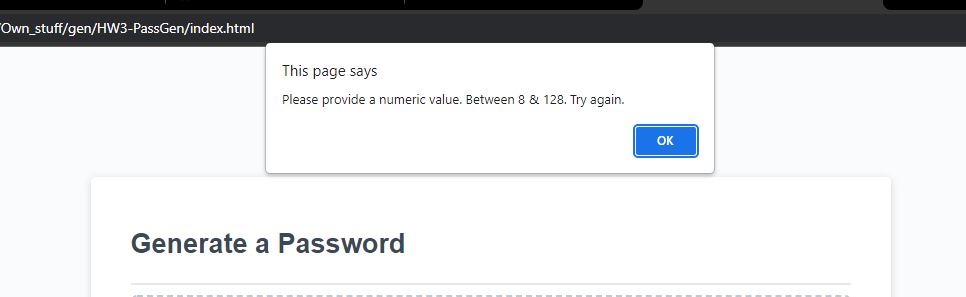 /Own_stuff/gen/HW3-PassGen/index.html
This page says
Please provide a numeric value. Between 8 & 128. Try again.
OK
Generate a Password